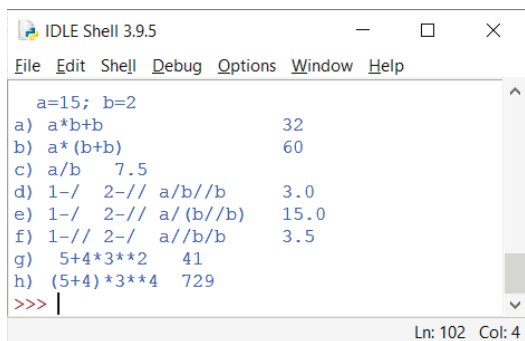 IDLE Shell 3.9.5
File Edit Shell Debug Options Window Help
a=15; b=2
a) a*b+b 32
b) a*(b+b) 60
c) a/b 7.5
d) 1-/ 2-// a/b//b 3.0
e) 1-/ 2-// a/(b//b) 15.0
f) 1-// 2-/ a//b/b 3.5
g) 5+4*3**2 41
h) (5+4)*3**4 729
>>>
Ln: 102 Col: 4